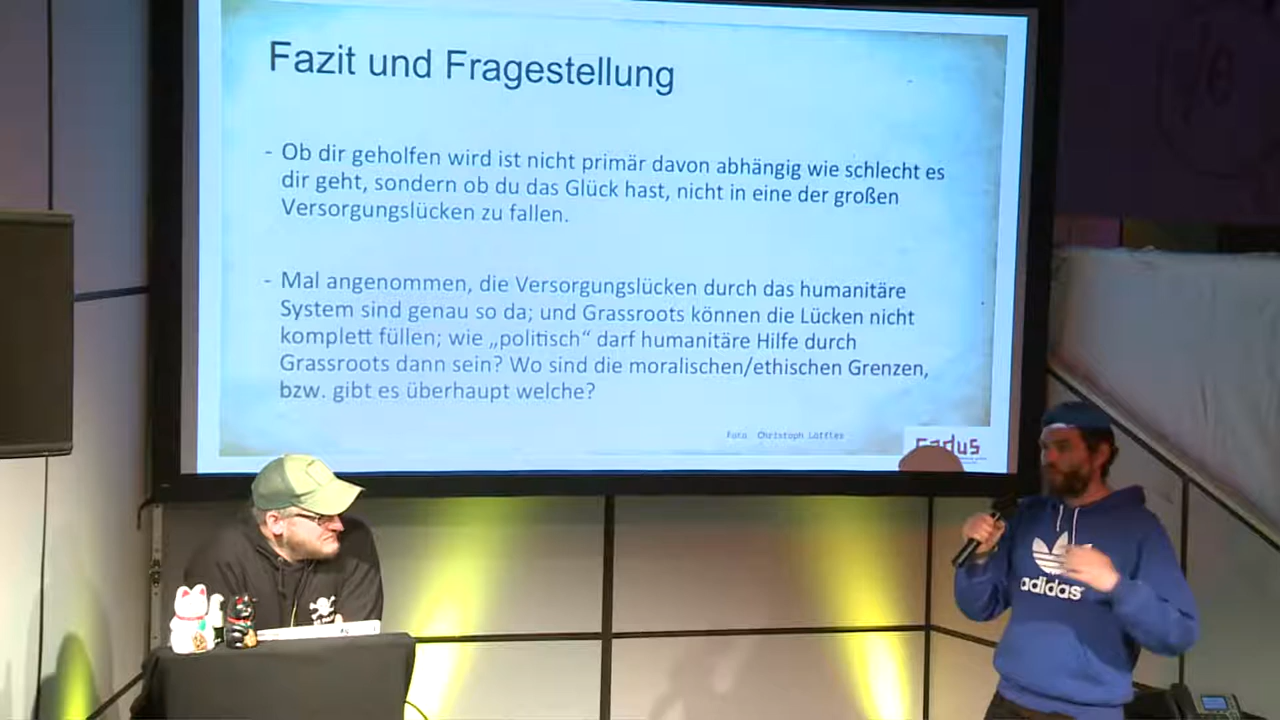 Fazit und Fragestellung
- Ob dir geholfen wird ist nicht primär davon abhängig wie schlecht es
dir geht, sondern ob du das Glück hast, nicht in eine der großen
Versorgungslücken zu fallen.
- Mal angenommen, die Versorgungslücken durch das humanitäre
System sind genau so da; und Grassroots können die Lücken nicht
komplett füllen; wie „politisch“ darf humanitäre Hilfe durch
Grassroots dann sein? Wo sind die moralischen/ethischen Grenzen,
bzw. gibt es überhaupt welche?
Foto Christoph Löffler
cadus
adidas